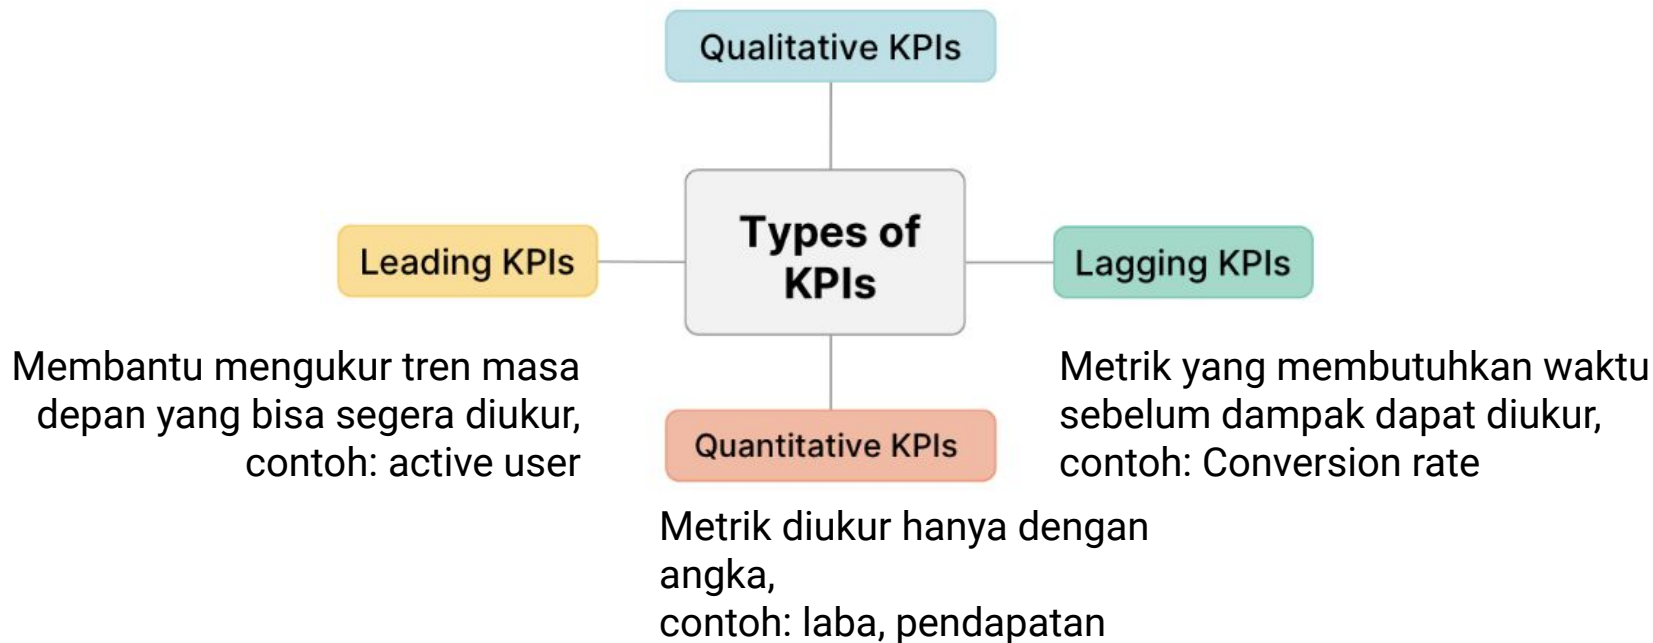 Qualitative KPIs
Types of
KPIs
Leading KPIs
Membantu mengukur tren masa
depan yang bisa segera diukur,
contoh: active user
Lagging KPIs
Metrik yang membutuhkan waktu
sebelum dampak dapat diukur,
contoh: Conversion rate
Quantitative KPIs
Metrik diukur hanya dengan
angka,
contoh: laba, pendapatan